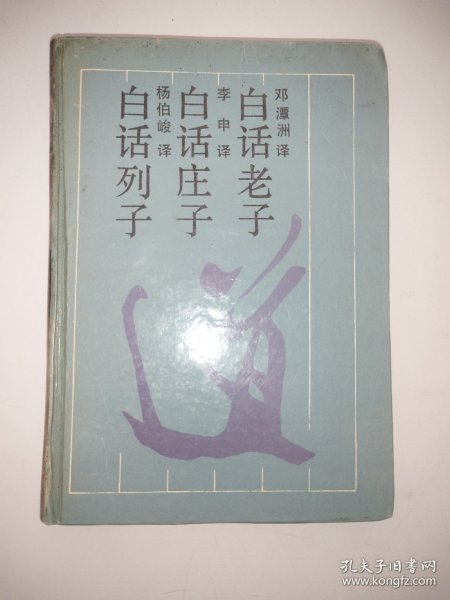 邓潭洲 译
白话老子
李申 译
白话庄子
杨伯峻 译
白话列子
道
孔夫子旧书网
www.kongfz.com